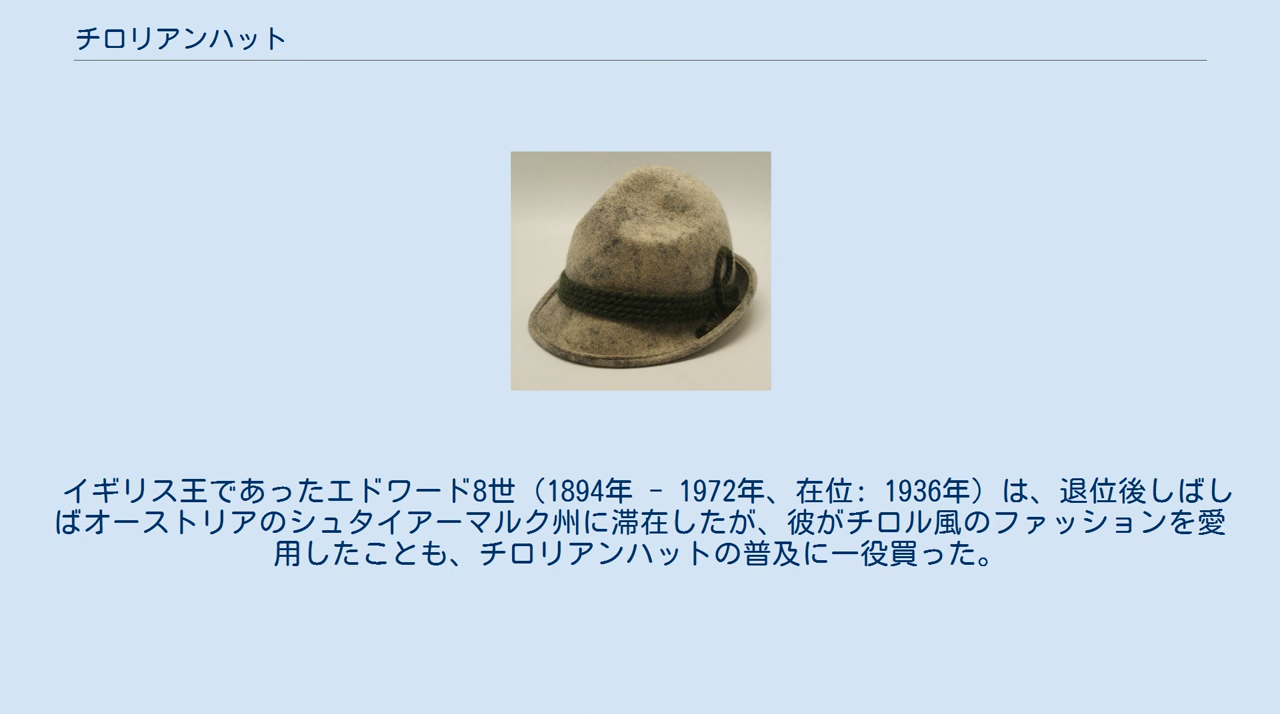 チロリアンハット
イギリス王であったエドワード8世（1894年 - 1972年、在位: 1936年）は、退位後しばし
ばオーストリアのシュタイアーマルク州に滞在したが、彼がチロル風のファッションを愛
用したことも、チロリアンハットの普及に一役買った。